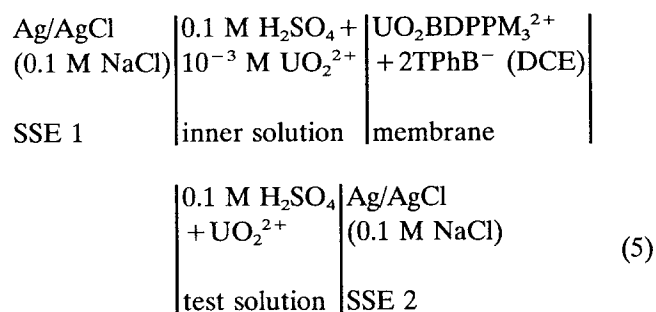 Ag/AgCl | 0.1 M H₂SO₄ + | UO₂BDPPM₃²⁺ |
(0.1 M NaCl) | 10⁻³ M UO₂²⁺ | + 2TPhB⁻ (DCE) |
SSE 1 | inner solution | membrane |
| 0.1 M H₂SO₄ | Ag/AgCl
| + UO₂²⁺ | (0.1 M NaCl)
(5)
| test solution | SSE 2